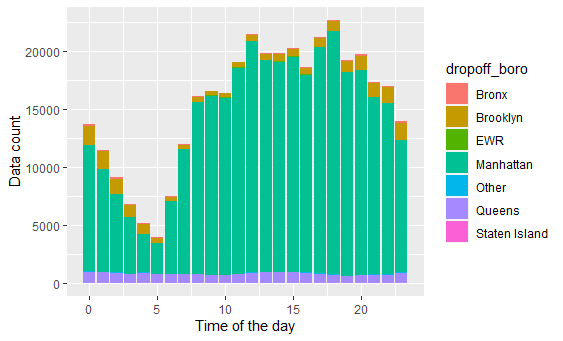 20000
15000
10000
5000
0
Data count
0
5
10
15
20
Time of the day
dropoff_boro
Bronx
Brooklyn
EWR
Manhattan
Other
Queens
Staten Island